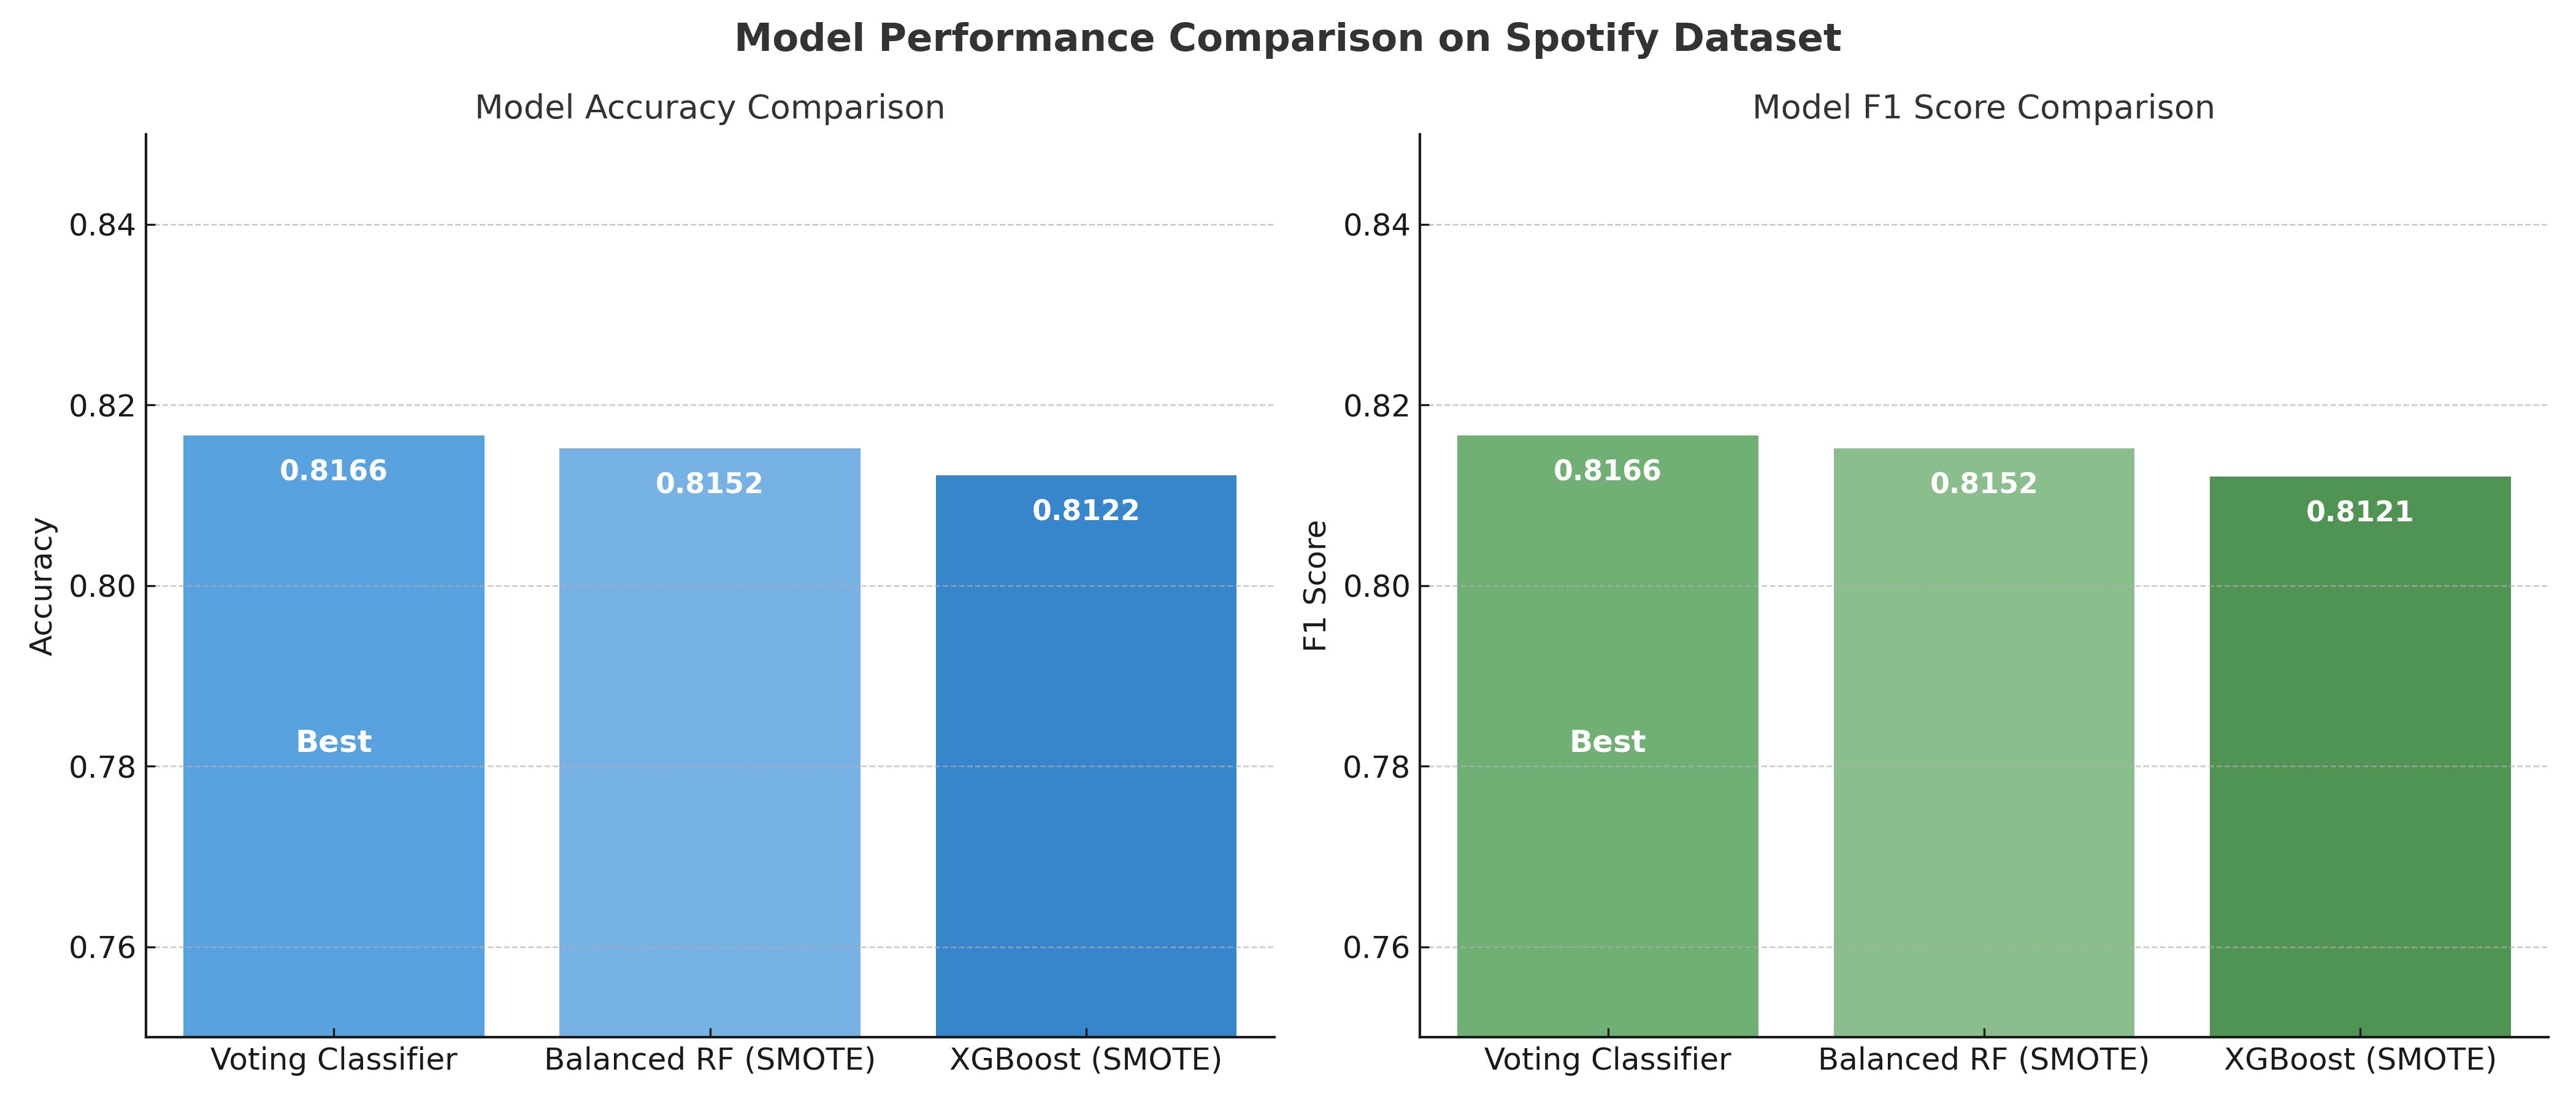 Model Performance Comparison on Spotify Dataset
Model Accuracy Comparison
0.84
0.82
0.80
0.78
0.76
Accuracy
0.8166
0.8152
0.8122
Best
Voting Classifier
Balanced RF (SMOTE)
XGBoost (SMOTE)
Model F1 Score Comparison
0.84
0.82
0.80
0.78
0.76
F1 Score
0.8166
0.8152
0.8121
Best
Voting Classifier
Balanced RF (SMOTE)
XGBoost (SMOTE)